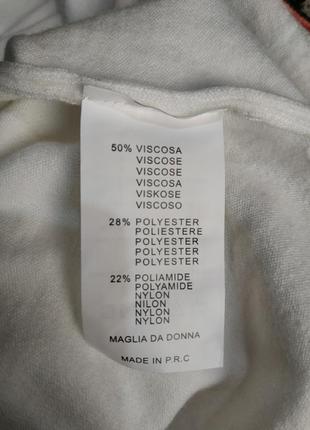 50% VISCOSA
VISCOSE
VISCOSE
VISCOSA
VISKOSE
VISCOSO
28% POLYESTER
POLIESTERE
POLYESTER
POLYESTER
POLYESTER
22% POLIAMIDE
POLYAMIDE
NYLON
NILON
NYLON
NYLON
MAGLIA DA DONNA
MADE IN P.R.C